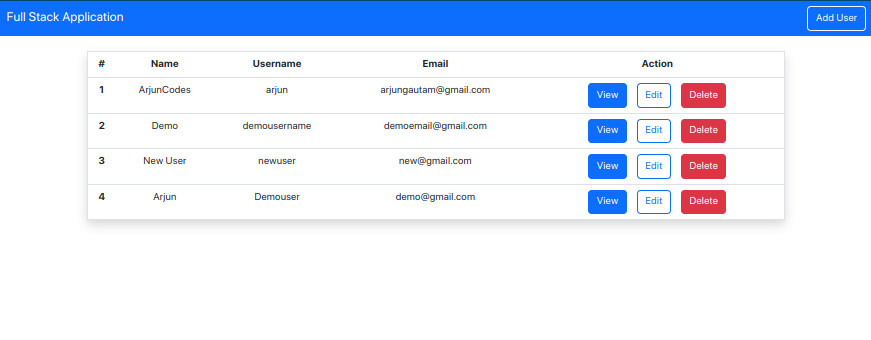 Full Stack Application Add User
# Name Username Email Action
1 ArjunCodes arjun arjungautam@gmail.com View Edit Delete
2 Demo demousername demoemail@gmail.com View Edit Delete
3 New User newuser new@gmail.com View Edit Delete
4 Arjun Demouser demo@gmail.com View Edit Delete